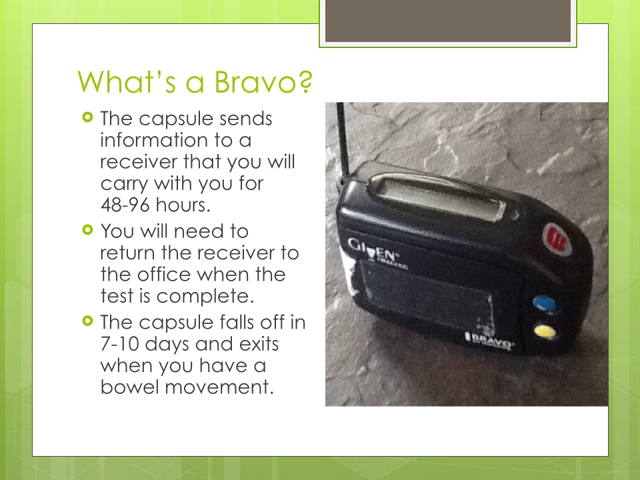 What’s a Bravo?
The capsule sends
information to a
receiver that you will
carry with you for
48-96 hours.
You will need to
return the receiver to
the office when the
test is complete.
The capsule falls off in
7-10 days and exits
when you have a
bowel movement.
GIVEN
IMAGING
BRAVO